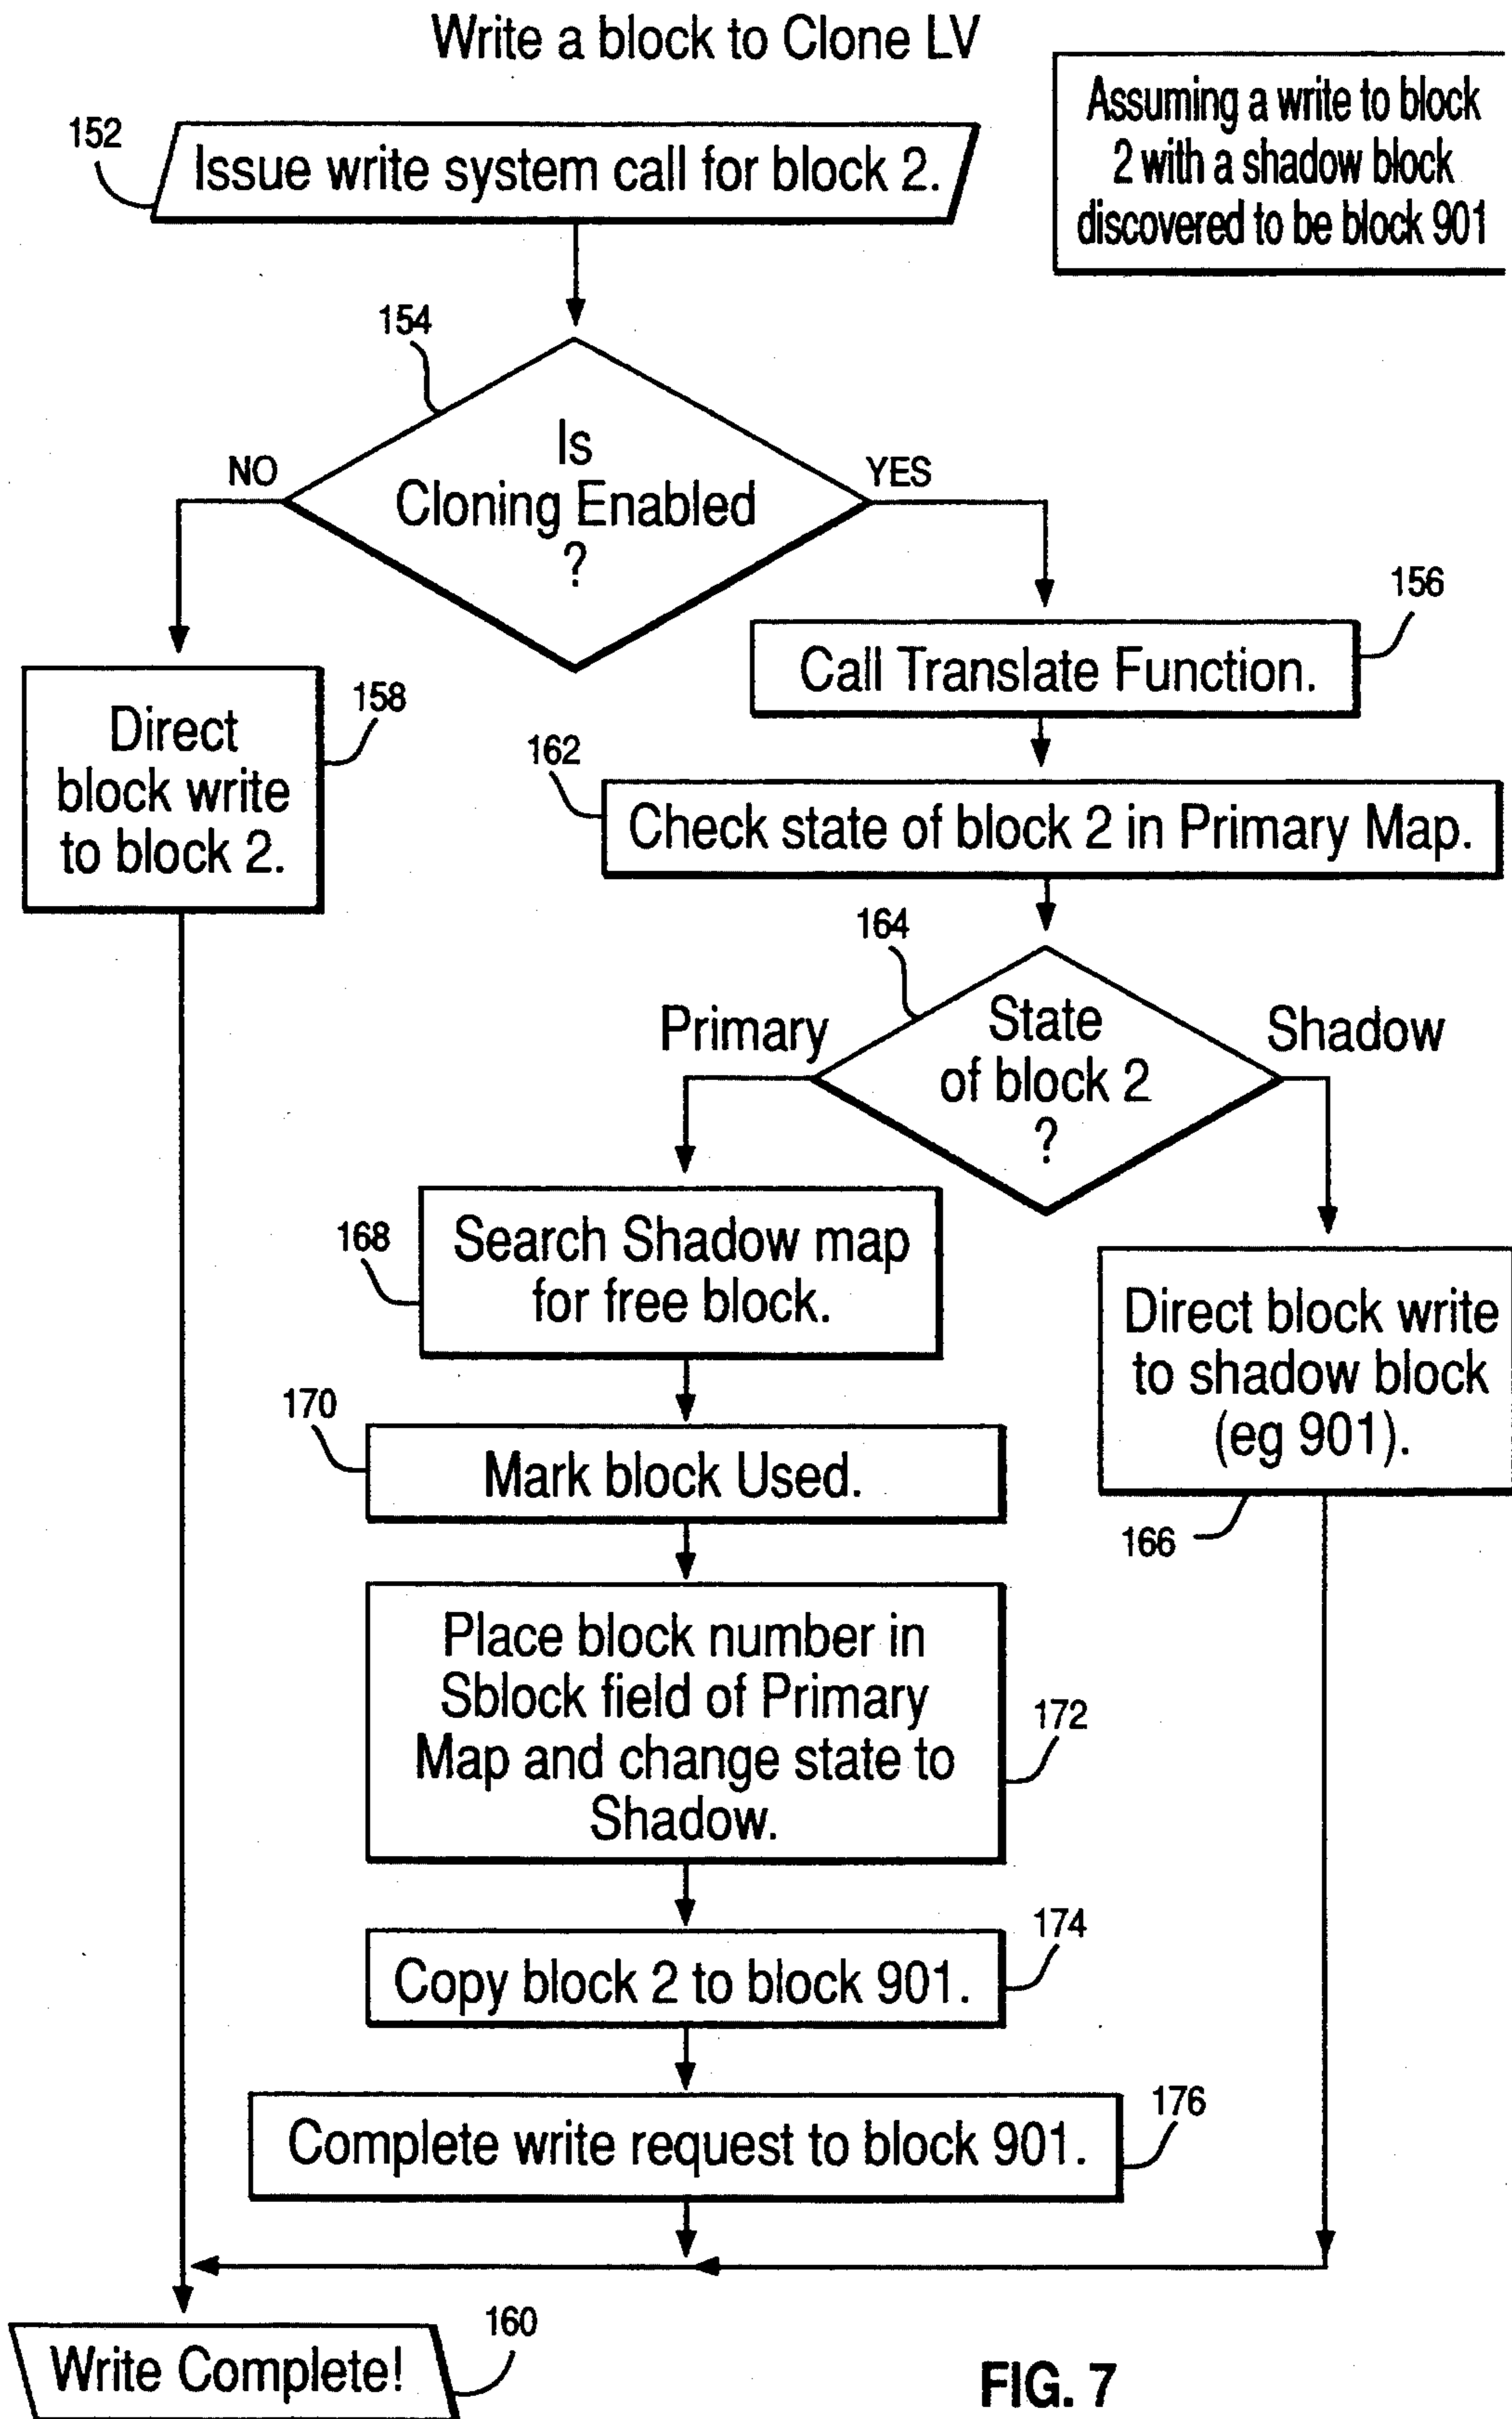 Write a block to Clone LV
Assuming a write to block
2 with a shadow block
discovered to be block 901
152
Issue write system call for block 2.
154
Is
Cloning Enabled
?
NO
YES
156
Call Translate Function.
158
Direct
block write
to block 2.
162
Check state of block 2 in Primary Map.
164
State
of block 2
?
Primary
Shadow
168
Search Shadow map
for free block.
Direct block write
to shadow block
(eg 901).
166
170
Mark block Used.
Place block number in
Sblock field of Primary
Map and change state to
Shadow.
172
174
Copy block 2 to block 901.
176
Complete write request to block 901.
160
Write Complete!
FIG. 7